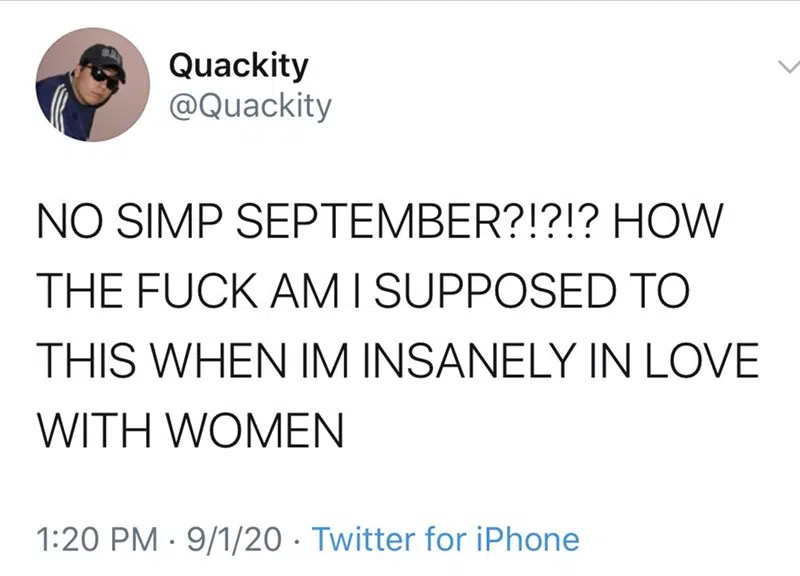 Quackity
@Quackity
NO SIMP SEPTEMBER?!?!? HOW
THE FUCK AM I SUPPOSED TO
THIS WHEN IM INSANELY IN LOVE
WITH WOMEN
1:20 PM · 9/1/20 · Twitter for iPhone